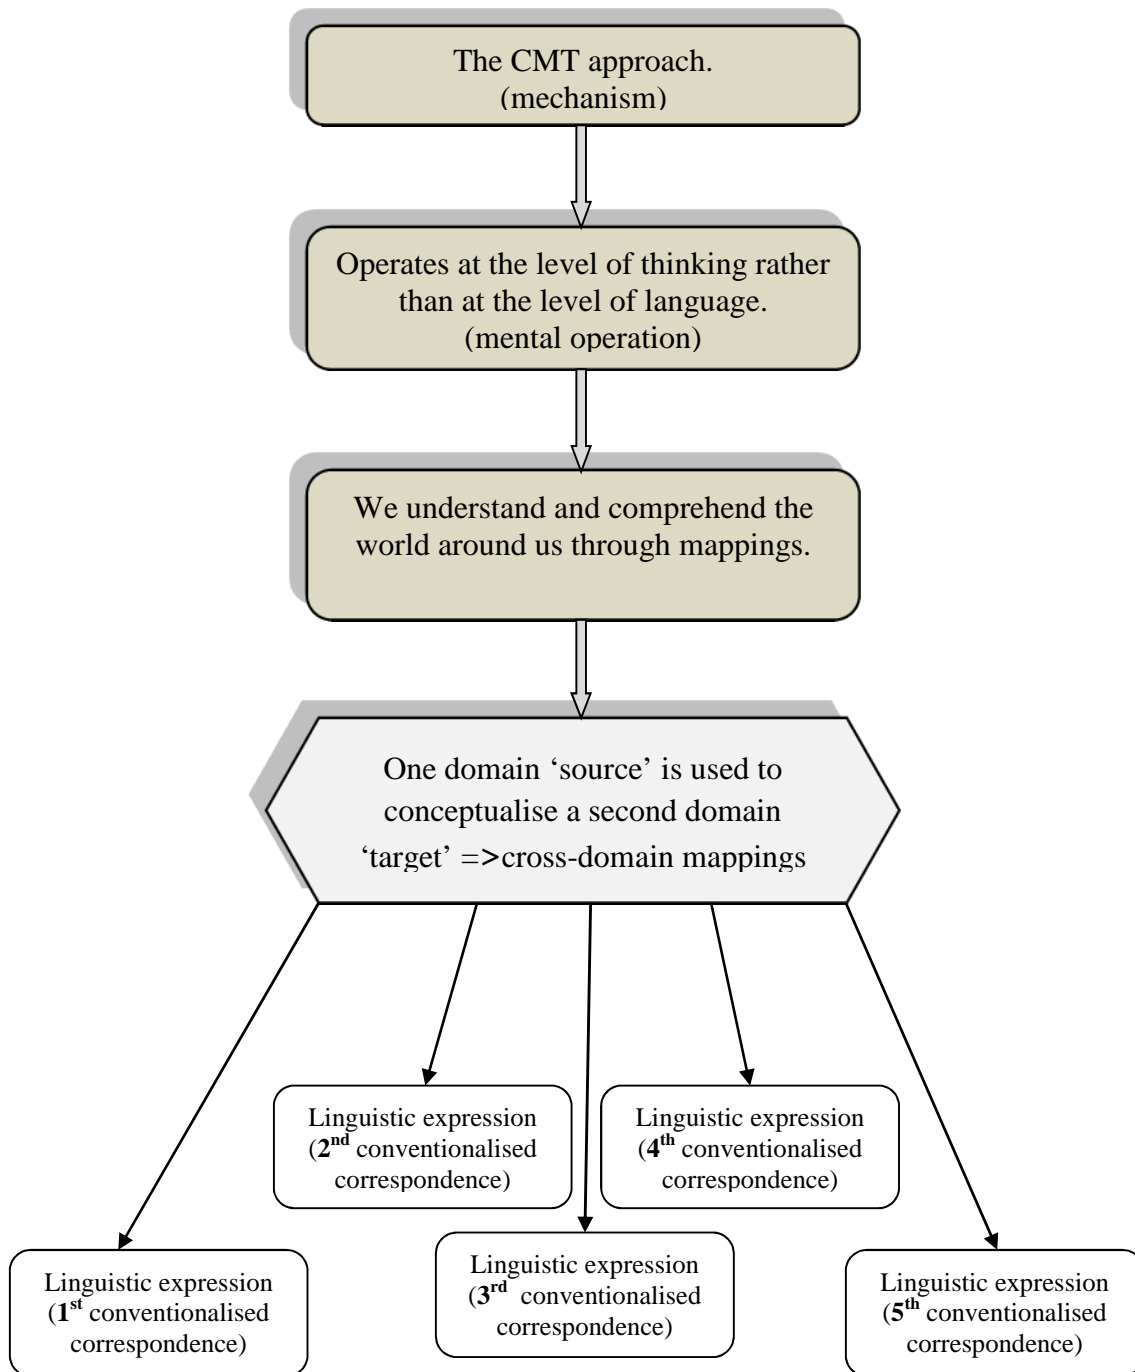 The CMT approach.
(mechanism)
Operates at the level of thinking rather
than at the level of language.
(mental operation)
We understand and comprehend the
world around us through mappings.
One domain ‘source’ is used to
conceptualise a second domain
‘target’ =>cross-domain mappings
Linguistic expression
(2nd conventionalised
correspondence)
Linguistic expression
(4th conventionalised
correspondence)
Linguistic expression
(1st conventionalised
correspondence)
Linguistic expression
(3rd conventionalised
correspondence)
Linguistic expression
(5th conventionalised
correspondence)